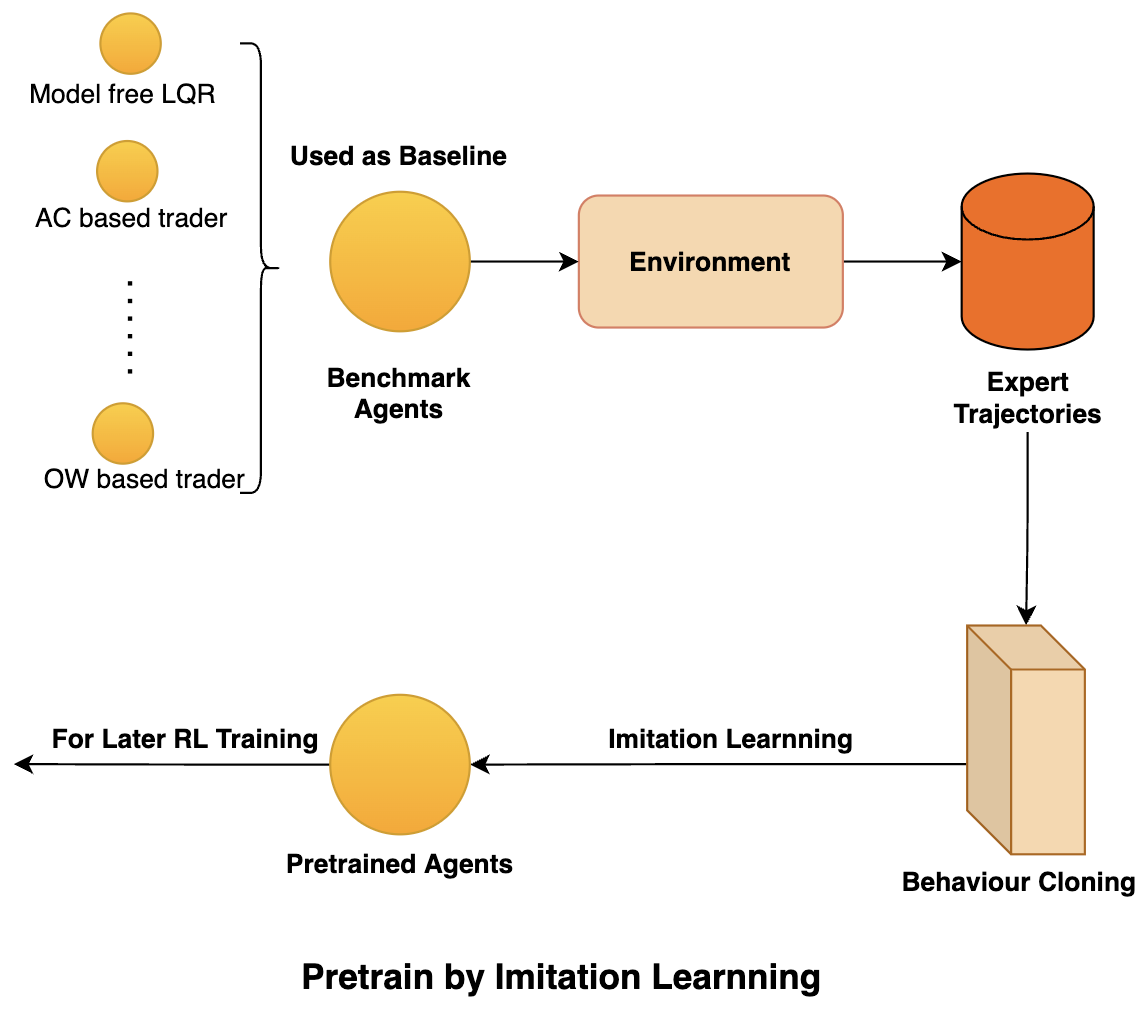 Model free LQR
AC based trader
OW based trader
Used as Baseline
Benchmark
Agents
Environment
Expert
Trajectories
For Later RL Training
Imitation Learnning
Pretrained Agents
Behaviour Cloning
Pretrain by Imitation Learnning